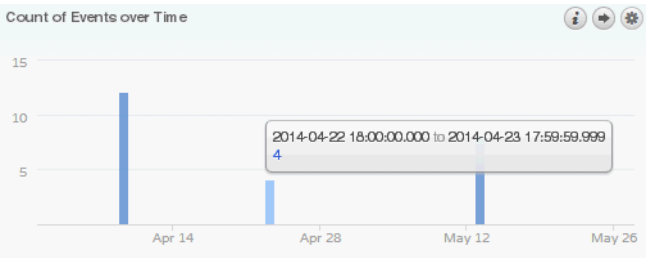 Count of Events over Time
15
10
5
2014-04-22 18:00:00.000 to 2014-04-23 17:59:59.999
4
Apr 14 Apr 28 May 12 May 26